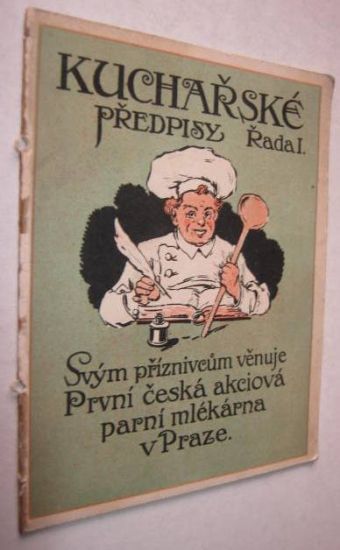 KUCHAŘSKÉ
PŘEDPISY. Řada I.
Svým příznivcům věnuje
První česká akciová
parní mlékárna
v Praze.